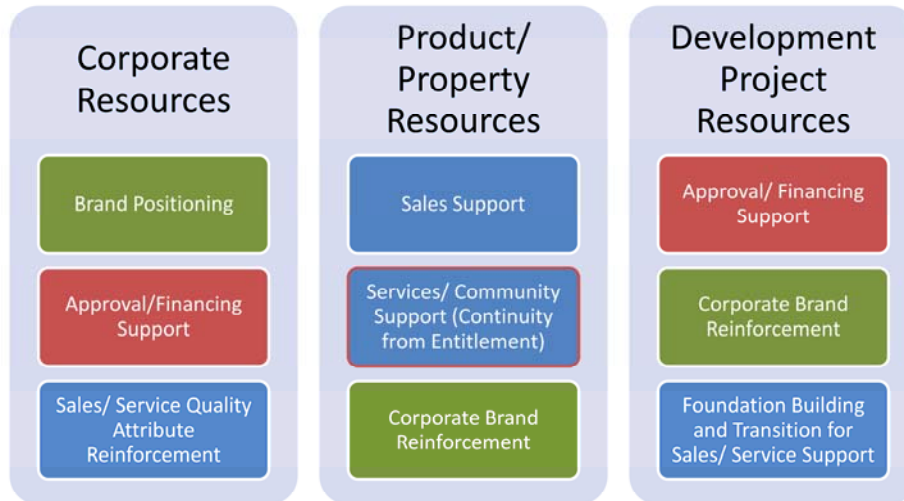 Corporate
Resources
Brand Positioning
Approval/Financing
Support
Sales/ Service Quality
Attribute
Reinforcement
Product/
Property
Resources
Sales Support
Services/ Community
Support (Continuity
from Entitlement)
Corporate Brand
Reinforcement
Development
Project
Resources
Approval/ Financing
Support
Corporate Brand
Reinforcement
Foundation Building
and Transition for
Sales/ Service Support